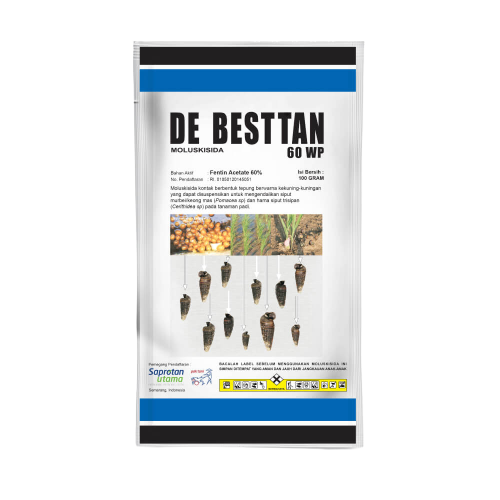 DE BESTTAN
MOLUSKISIDA
60 WP
Bahan Aktif : Fentin Acetate 60%
No. Pendaftaran : RI. 01050120145051
Isi Bersih :
100 GRAM
Moluskisida kontak berbentuk tepung berwarna kekuning-kuningan
yang dapat disuspensikan untuk mengendalikan siput
murbei/keong mas (Pomacea sp) dan hama siput trisipan
(Cerithidea sp) pada tanaman padi.
Pemegang Pendaftaran :
Saprotan
utama
Semarang, Indonesia
BACALAH LABEL SEBELUM MENGGUNAKAN MOLUSKISIDA INI
SIMPAN DITEMPAT YANG AMAN DAN JAUH DARI JANGKAUAN ANAK-ANAK